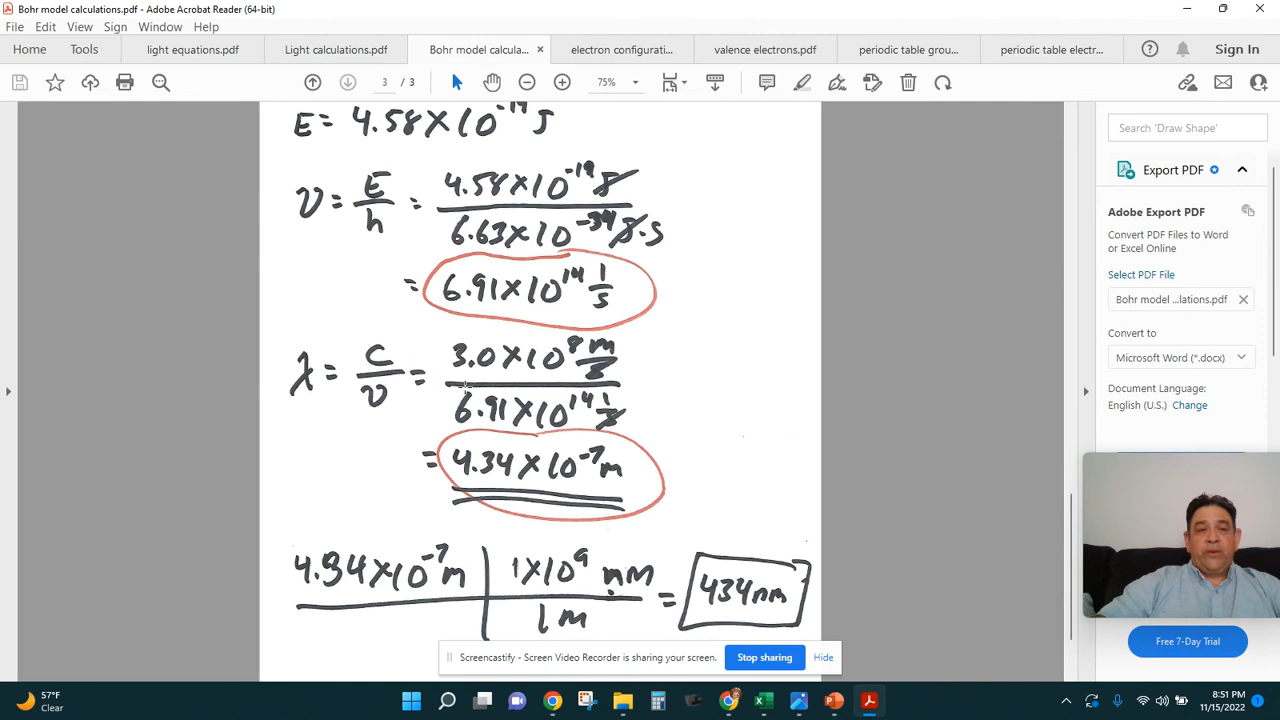 Bohr model calculations.pdf - Adobe Acrobat Reader (64-bit)
File Edit View Sign Window Help
Home Tools light equations.pdf Light calculations.pdf Bohr model calcula... × electron configurati... valence electrons.pdf periodic table grou... periodic table electr... Sign In
3 / 3 75%
E = 4.58 × 10⁻¹⁹ J
ν = E/h = 4.58 × 10⁻¹⁹ J / 6.63 × 10⁻³⁴ J·s
= 6.91 × 10¹⁴ 1/s
λ = C/ν = 3.0 × 10⁸ m/s / 6.91 × 10¹⁴ 1/s
= 4.34 × 10⁻⁷ m
4.34 × 10⁻⁷ m | 1 × 10⁹ nm / 1 m = 434 nm
Search 'Draw Shape'
Export PDF
Adobe Export PDF
Convert PDF Files to Word
or Excel Online
Select PDF File
Bohr model ...lations.pdf
Convert to
Microsoft Word (*.docx)
Document Language:
English (U.S.) Change
Free 7-Day Trial
Screencastify - Screen Video Recorder is sharing your screen. Stop sharing Hide
57°F
Clear
8:51 PM
11/15/2022